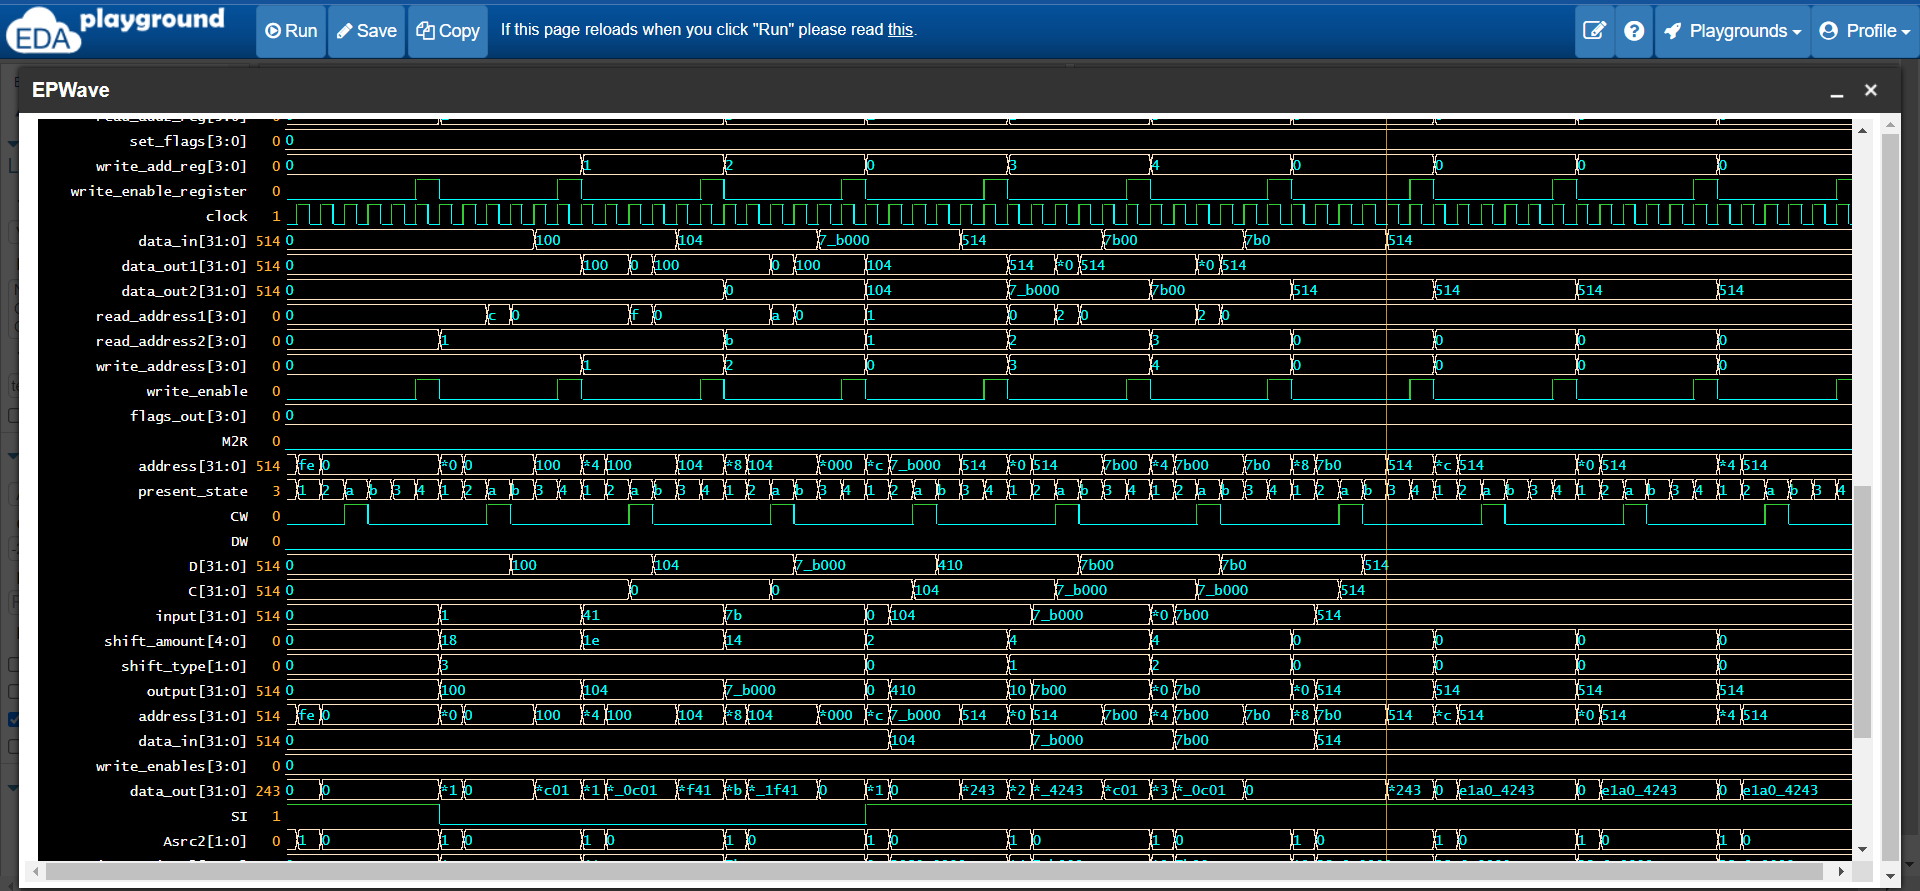 EDA playground Run Save Copy If this page reloads when you click "Run" please read this. Playgrounds Profile
EPWave
set_flags[3:0] 0 0
write_add_reg[3:0] 0 0 1 2 0 3 4 0 0 0 0
write_enable_register 0
clock 1
data_in[31:0] 514 0 100 104 7_b000 514 7b00 7b0 514
data_out1[31:0] 514 0 100 0 100 0 100 104 514 *0 514 *0 514
data_out2[31:0] 514 0 0 104 7_b000 7b00 514 514 514 514
read_address1[3:0] 0 0 c 0 f 0 a 0 1 0 2 0 2 0
read_address2[3:0] 0 0 1 b 1 2 3 0 0 0 0
write_address[3:0] 0 0 1 2 0 3 4 0 0 0 0
write_enable 0
flags_out[3:0] 0 0
M2R 0
address[31:0] 514 fe 0 *0 0 100 *4 100 104 *8 104 *000 *c 7_b000 514 *0 514 7b00 *4 7b00 7b0 *8 7b0 514 *c 514 *0 514 *4 514
present_state 3 1 2 a b 3 4 1 2 a b 3 4 1 2 a b 3 4 1 2 a b 3 4 1 2 a b 3 4 1 2 a b 3 4 1 2 a b 3 4 1 2 a b 3 4 1 2 a b 3 4 1 2 a b 3 4 1 2 a b 3 4
CW 0
DW 0
D[31:0] 514 0 100 104 7_b000 410 7b00 7b0 514
C[31:0] 514 0 0 0 104 7_b000 7_b000 514
input[31:0] 514 0 1 41 7b 0 104 7_b000 *0 7b00 514
shift_amount[4:0] 0 0 18 1e 14 2 4 4 0 0 0 0
shift_type[1:0] 0 0 3 0 1 2 0 0 0 0
output[31:0] 514 0 100 104 7_b000 0 410 10 7b00 *0 7b0 *0 514 514 514 514
address[31:0] 514 fe 0 *0 0 100 *4 100 104 *8 104 *000 *c 7_b000 514 *0 514 7b00 *4 7b00 7b0 *8 7b0 514 *c 514 *0 514 *4 514
data_in[31:0] 514 0 104 7_b000 7b00 514
write_enables[3:0] 0 0
data_out[31:0] 243 0 0 *1 0 *c01 *1 *_0c01 *f41 *b *_1f41 0 *1 0 *243 *2 *_4243 *c01 *3 *_0c01 0 *243 0 e1a0_4243 0 e1a0_4243 0 e1a0_4243
SI 1
Asrc2[1:0] 0 1 0 1 0 1 0 1 0 1 0 1 0 1 0 1 0 1 0 1 0 1 0